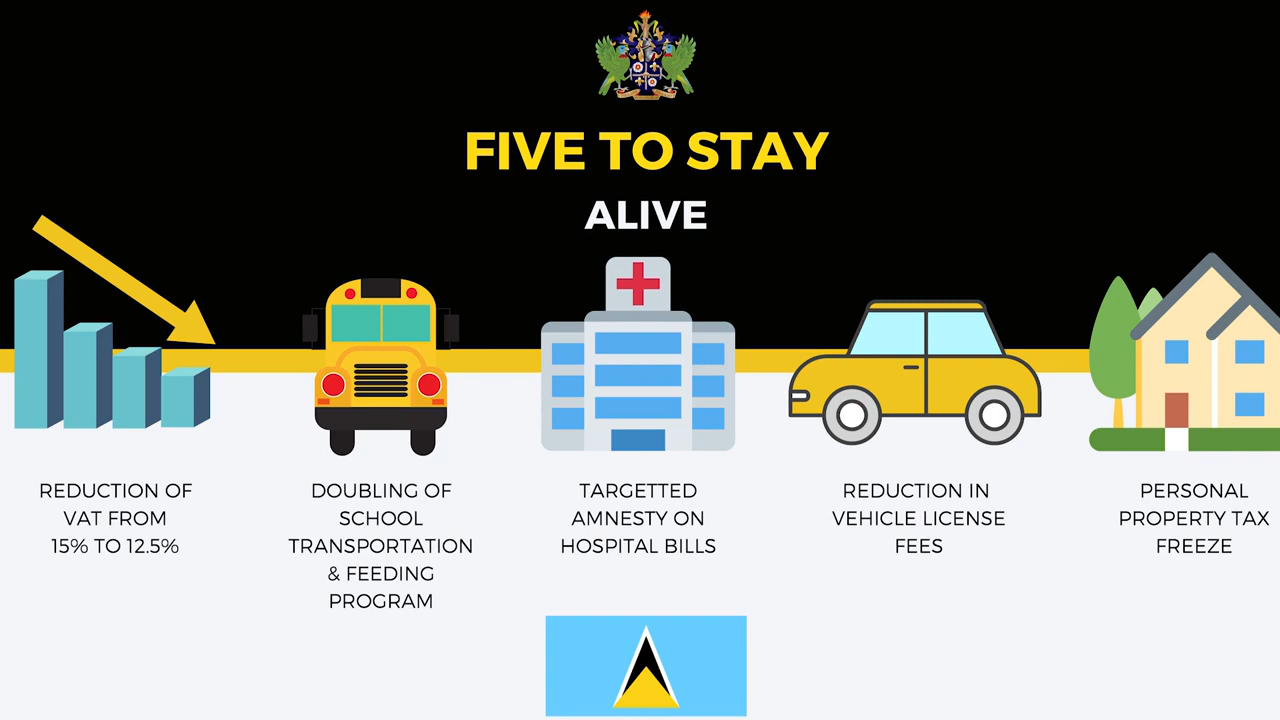 FIVE TO STAY
ALIVE
REDUCTION OF
VAT FROM
15% TO 12.5%
DOUBLING OF
SCHOOL
TRANSPORTATION
& FEEDING
PROGRAM
TARGETTED
AMNESTY ON
HOSPITAL BILLS
REDUCTION IN
VEHICLE LICENSE
FEES
PERSONAL
PROPERTY TAX
FREEZE